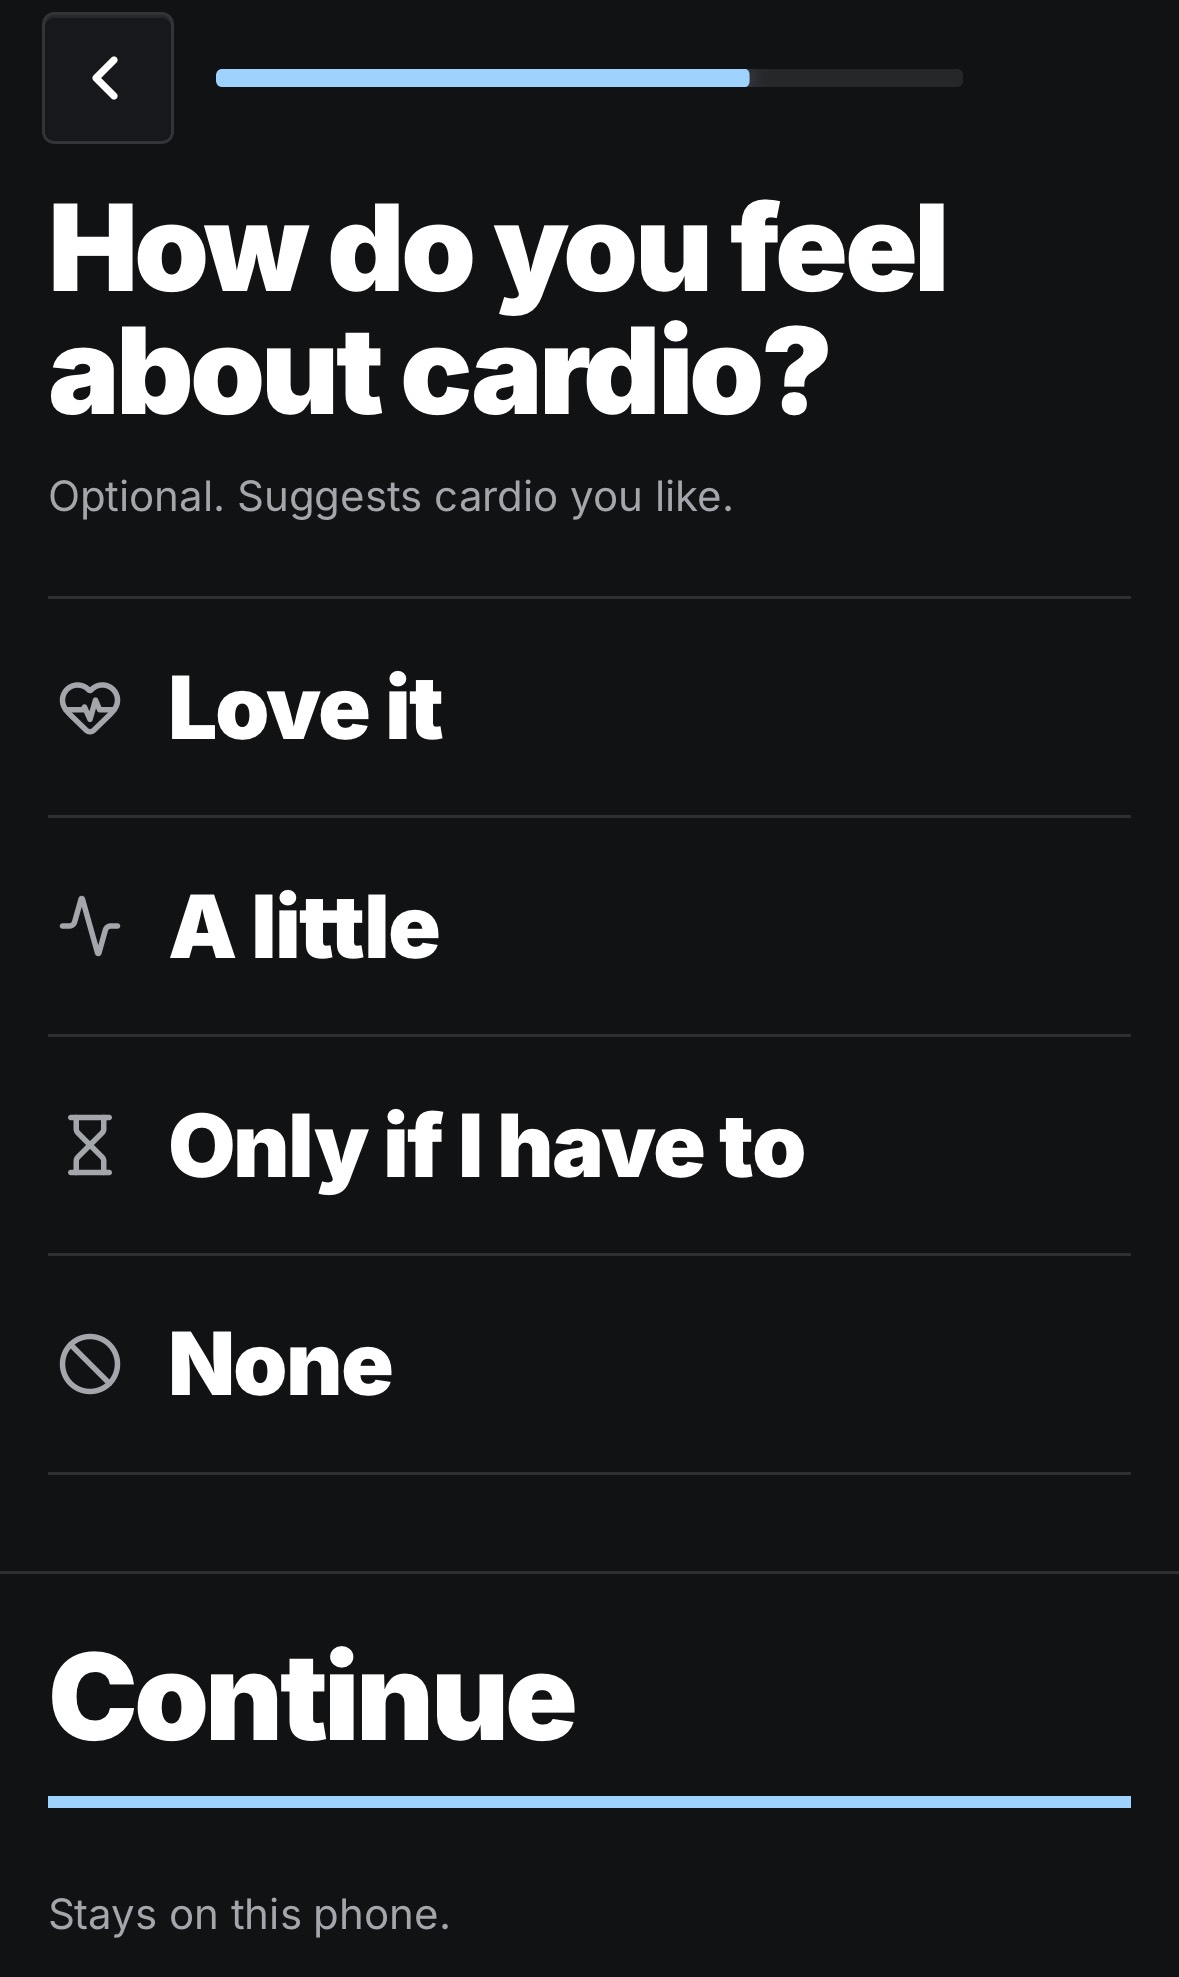 How do you feel
about cardio?
Optional. Suggests cardio you like.
Love it
A little
Only if I have to
None
Continue
Stays on this phone.